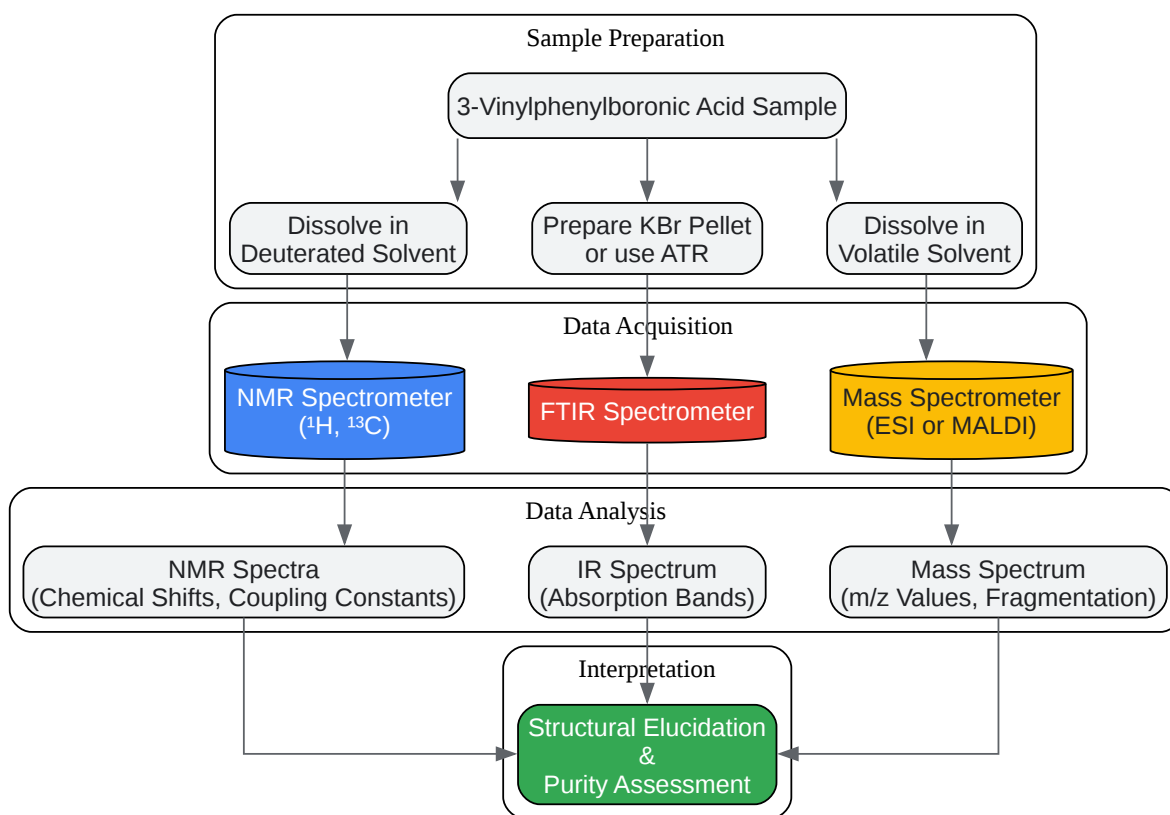 Sample Preparation
3-Vinylphenylboronic Acid Sample
Dissolve in
Deuterated Solvent
Prepare KBr Pellet
or use ATR
Dissolve in
Volatile Solvent
Data Acquisition
NMR Spectrometer
(¹H, ¹³C)
FTIR Spectrometer
Mass Spectrometer
(ESI or MALDI)
Data Analysis
NMR Spectra
(Chemical Shifts, Coupling Constants)
IR Spectrum
(Absorption Bands)
Mass Spectrum
(m/z Values, Fragmentation)
Interpretation
Structural Elucidation
&
Purity Assessment